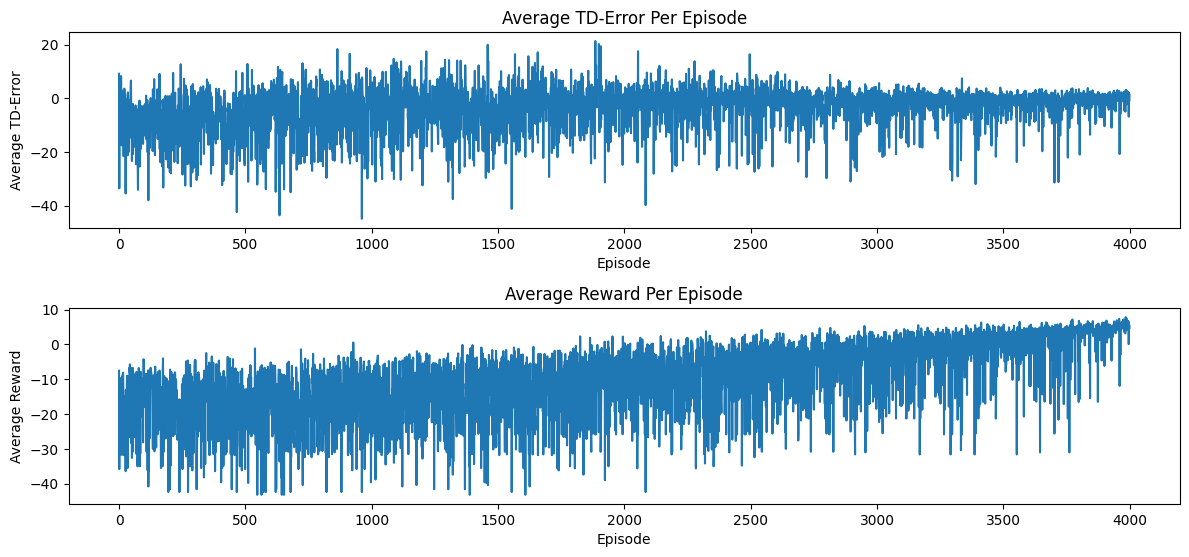 Average TD-Error Per Episode
20
0
−20
−40
Average TD-Error
0 500 1000 1500 2000 2500 3000 3500 4000
Episode
Average Reward Per Episode
10
0
−10
−20
−30
−40
Average Reward
0 500 1000 1500 2000 2500 3000 3500 4000
Episode